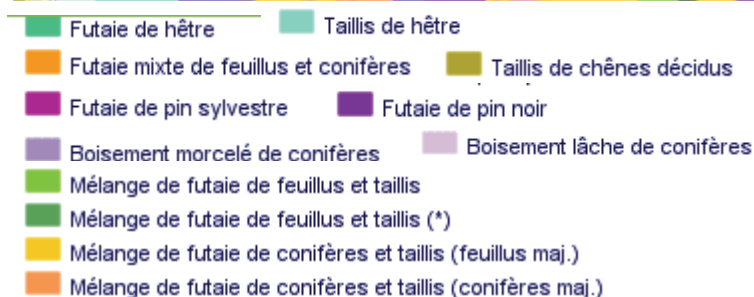 Futaie de hêtre Taillis de hêtre
Futaie mixte de feuillus et conifères Taillis de chênes décidus
Futaie de pin sylvestre Futaie de pin noir
Boisement morcelé de conifères Boisement lâche de conifères
Mélange de futaie de feuillus et taillis
Mélange de futaie de feuillus et taillis (*)
Mélange de futaie de conifères et taillis (feuillus maj.)
Mélange de futaie de conifères et taillis (conifères maj.)